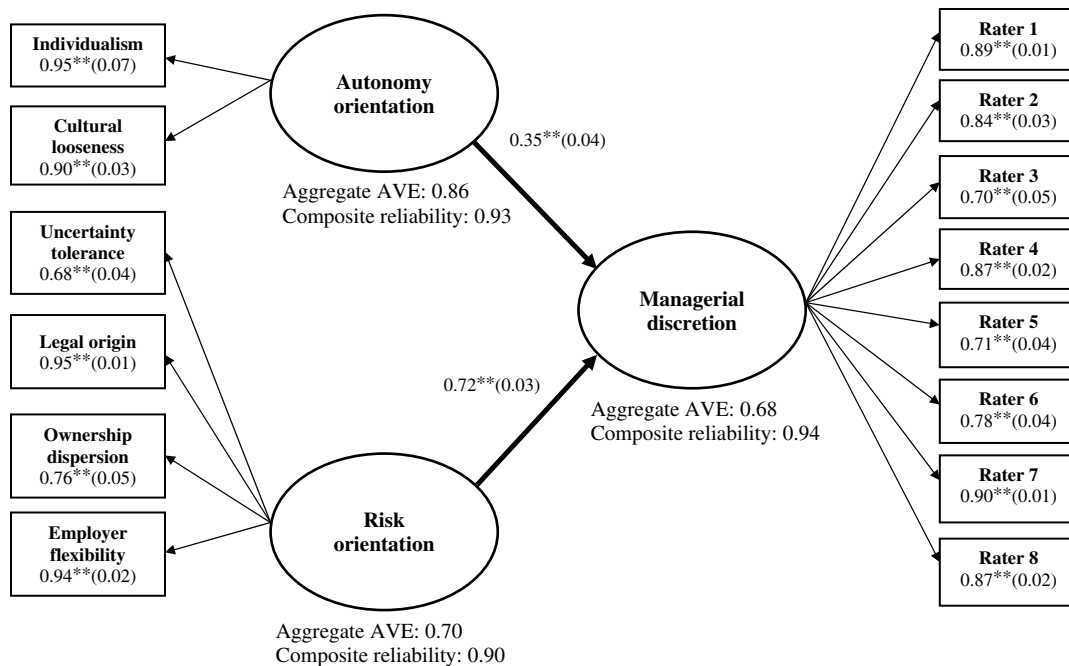 Individualism
0.95**(0.07)
Cultural
looseness
0.90**(0.03)
Uncertainty
tolerance
0.68**(0.04)
Legal origin
0.95**(0.01)
Ownership
dispersion
0.76**(0.05)
Employer
flexibility
0.94**(0.02)
Autonomy
orientation
Aggregate AVE: 0.86
Composite reliability: 0.93
0.35**(0.04)
Risk
orientation
Aggregate AVE: 0.70
Composite reliability: 0.90
0.72**(0.03)
Managerial
discretion
Aggregate AVE: 0.68
Composite reliability: 0.94
Rater 1
0.89**(0.01)
Rater 2
0.84**(0.03)
Rater 3
0.70**(0.05)
Rater 4
0.87**(0.02)
Rater 5
0.71**(0.04)
Rater 6
0.78**(0.04)
Rater 7
0.90**(0.01)
Rater 8
0.87**(0.02)